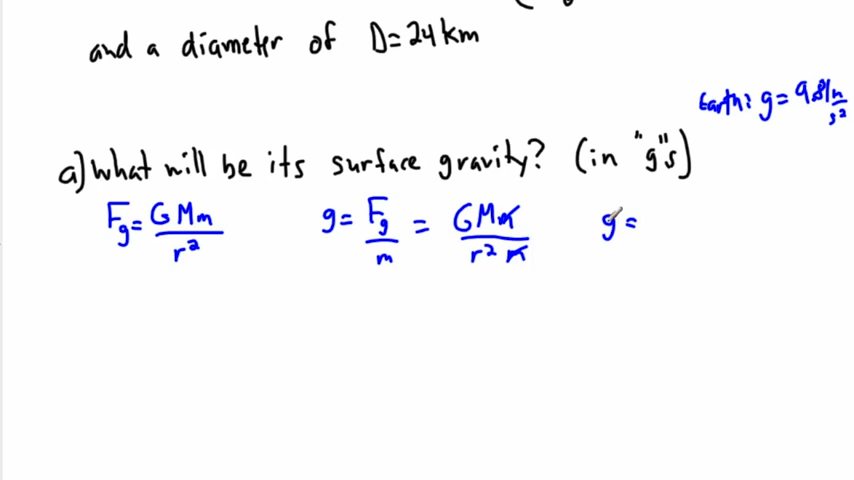 and a diameter of D=24km
Earth: g= 9.81 m/s²
a) What will be its surface gravity? (in "g"s)
Fg= GMm/r² g= Fg/m = GMm/r²m g=